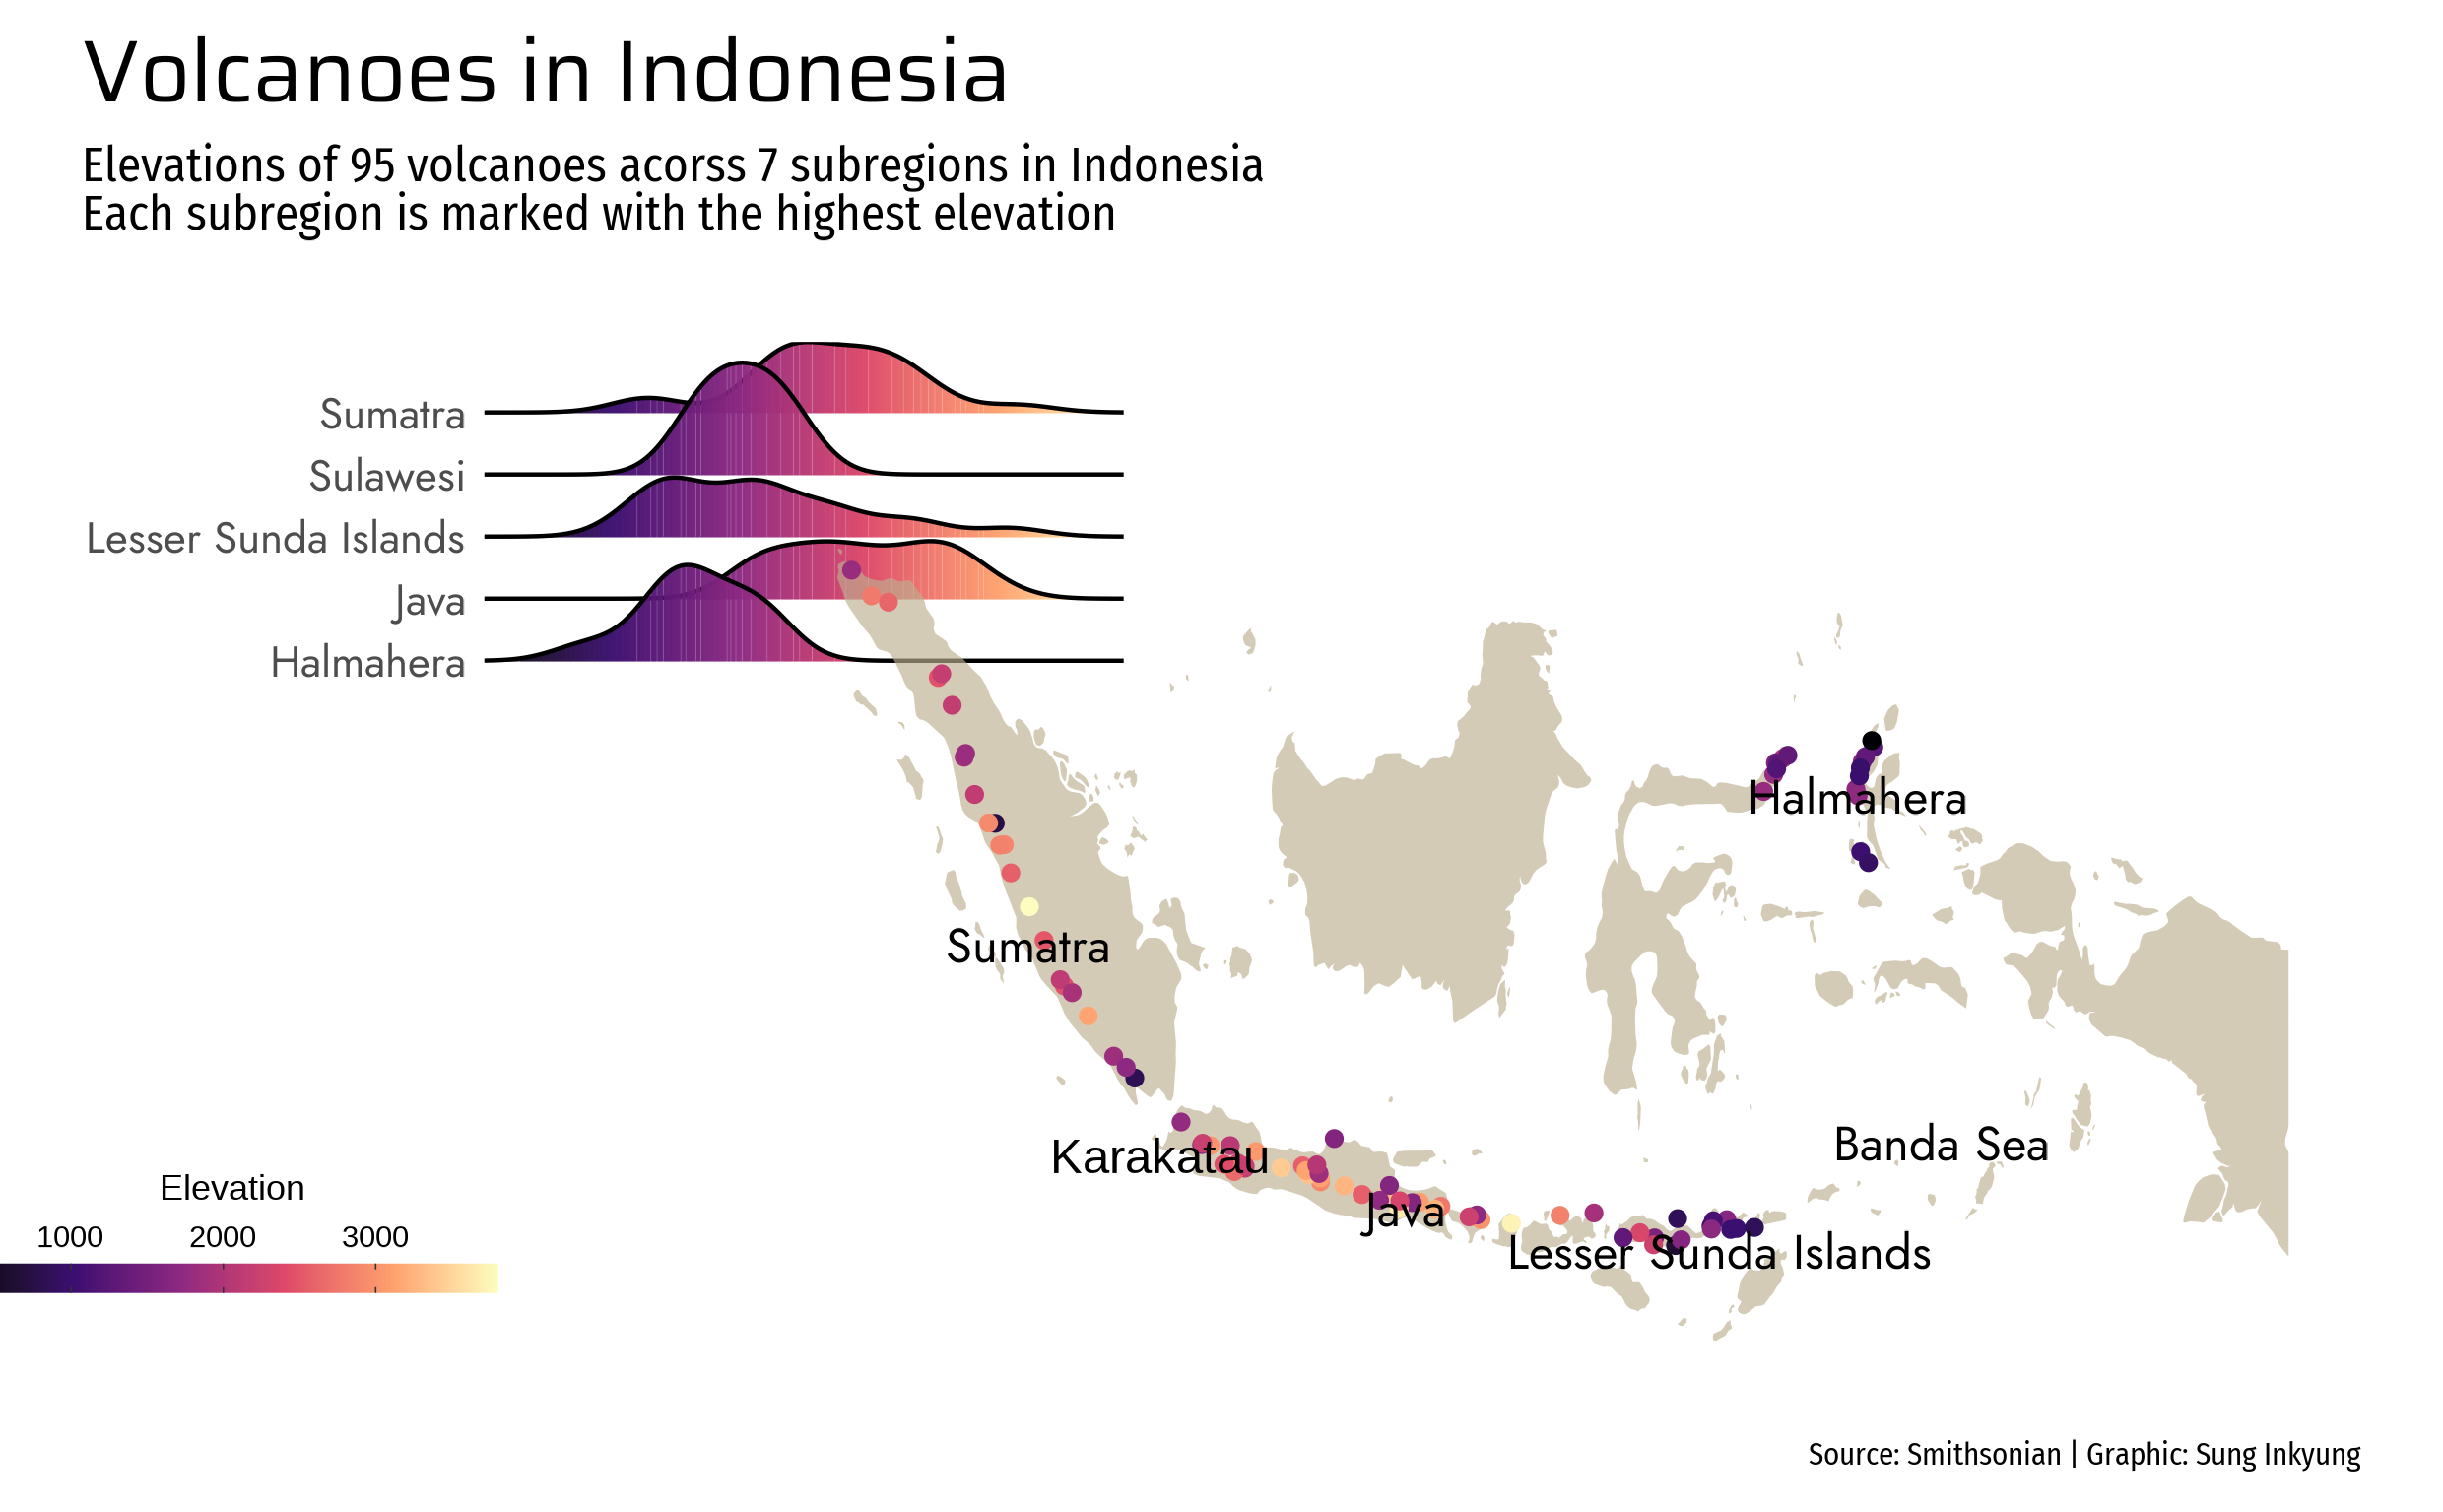 Volcanoes in Indonesia
Elevations of 95 volcanoes acorss 7 subregions in Indonesia
Each subregion is marked with the highest elevation
Sumatra
Sulawesi
Lesser Sunda Islands
Java
Halmahera
Halmahera
Sumatra
Karakatau
Banda Sea
Java
Lesser Sunda Islands
Elevation
1000 2000 3000
Source: Smithsonian | Graphic: Sung Inkyung